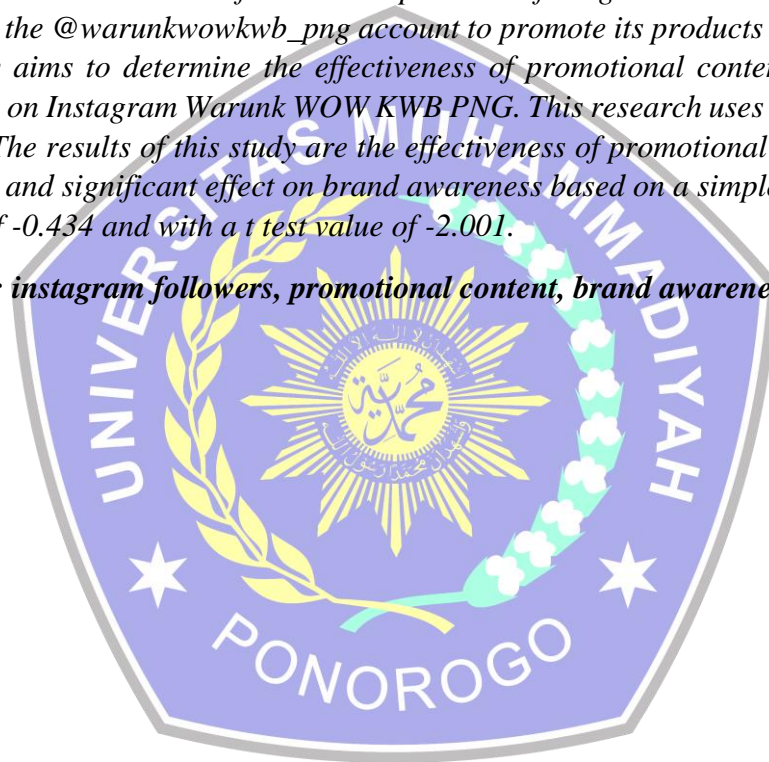 the @warunkwowkwb_png account to promote its products
aims to determine the effectiveness of promotional conten
on Instagram Warunk WOW KWB PNG. This research uses
The results of this study are the effectiveness of promotional
and significant effect on brand awareness based on a simple
f -0.434 and with a t test value of -2.001.
: instagram followers, promotional content, brand awarene
UNIVERSITAS MUHAMMADIYAH
PONOROGO
محمد